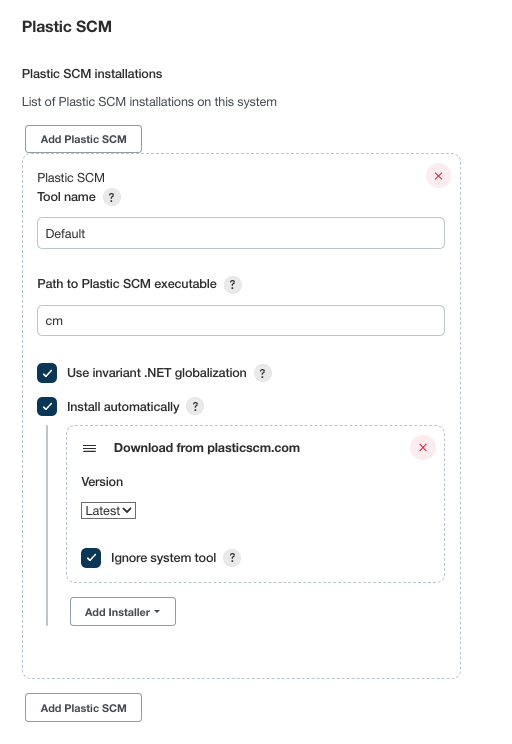 Plastic SCM
Plastic SCM installations
List of Plastic SCM installations on this system
Add Plastic SCM
Plastic SCM
Tool name ?
Default
Path to Plastic SCM executable ?
cm
Use invariant .NET globalization ?
Install automatically ?
Download from plasticscm.com
Version
Latest
Ignore system tool ?
Add Installer
Add Plastic SCM